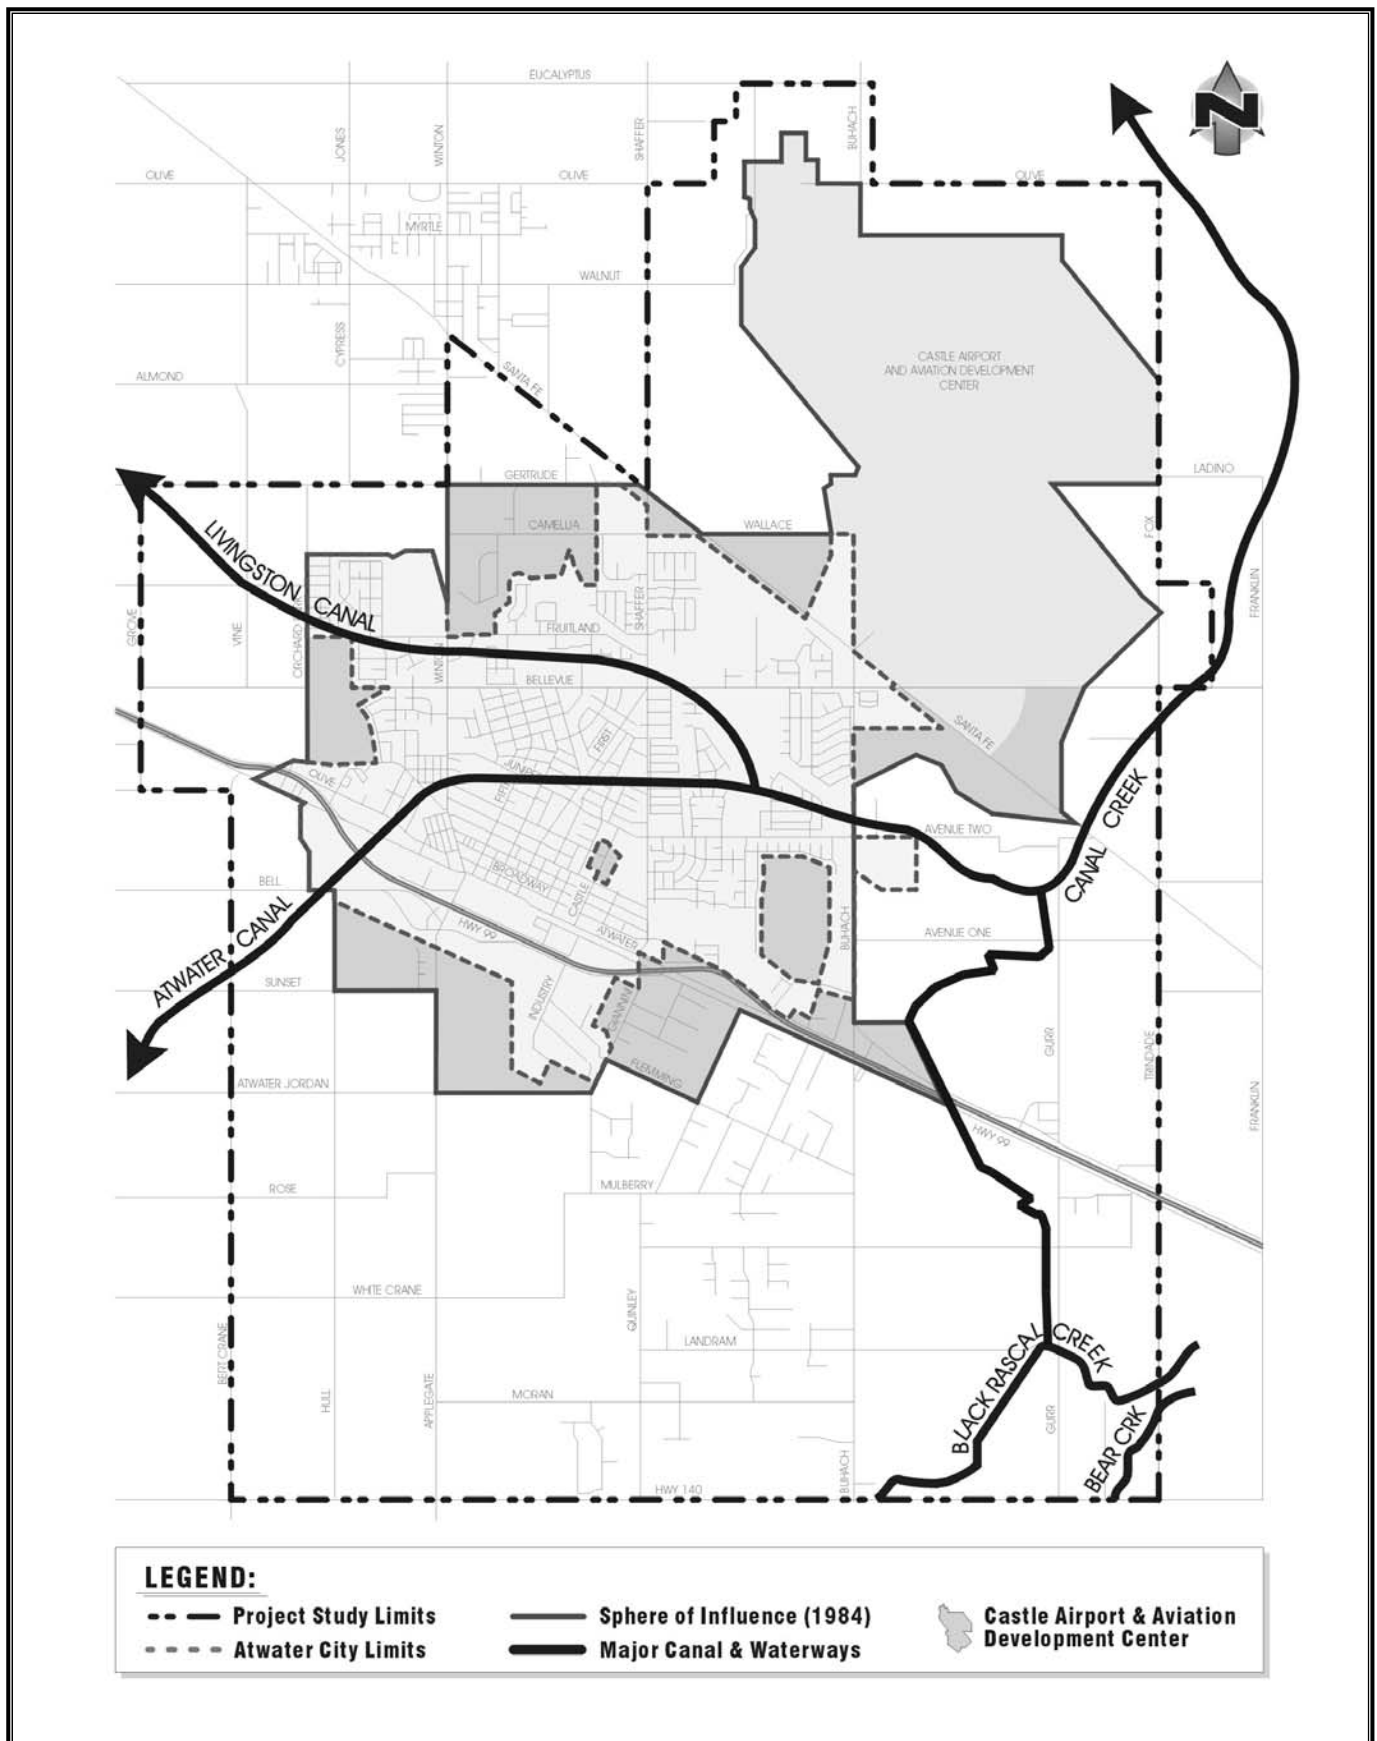 EUCALYPTUS
N
JONES
WINTON
SHAFFER
BUHACH
OLIVE
OLIVE
OLIVE
MYRTLE
WALNUT
CYPRESS
SANTA FE
CASTLE AIRPORT
AND AVIATION DEVELOPMENT
CENTER
ALMOND
GERTRUDE
LADINO
CAMELLIA
WALLACE
FOX
LIVINGSTON CANAL
GROVE
VINE
SHAFFER
FRANKLIN
FRUITLAND
WINTON
BELLEVUE
SANTA FE
FIRST
OLIVE
CANAL CREEK
AVENUE TWO
BROADWAY
BELL
CASTLE
ATWATER CANAL
HWY 99
ATWATER
BUHACH
AVENUE ONE
SUNSET
INDUSTRY
GIANNINI
GURR
TRINDADE
FLEMMING
ATWATER JORDAN
FRANKLIN
HWY 99
ROSE
MULBERRY
WHITE CRANE
QUINLEY
BERT CRANE
LANDRAM
BLACK RASCAL CREEK
HULL
APPLEGATE
MORAN
GURR
BEAR CRK
BUHACH
HWY 140
LEGEND:
Project Study Limits
Sphere of Influence (1984)
Castle Airport & Aviation
Development Center
Atwater City Limits
Major Canal & Waterways